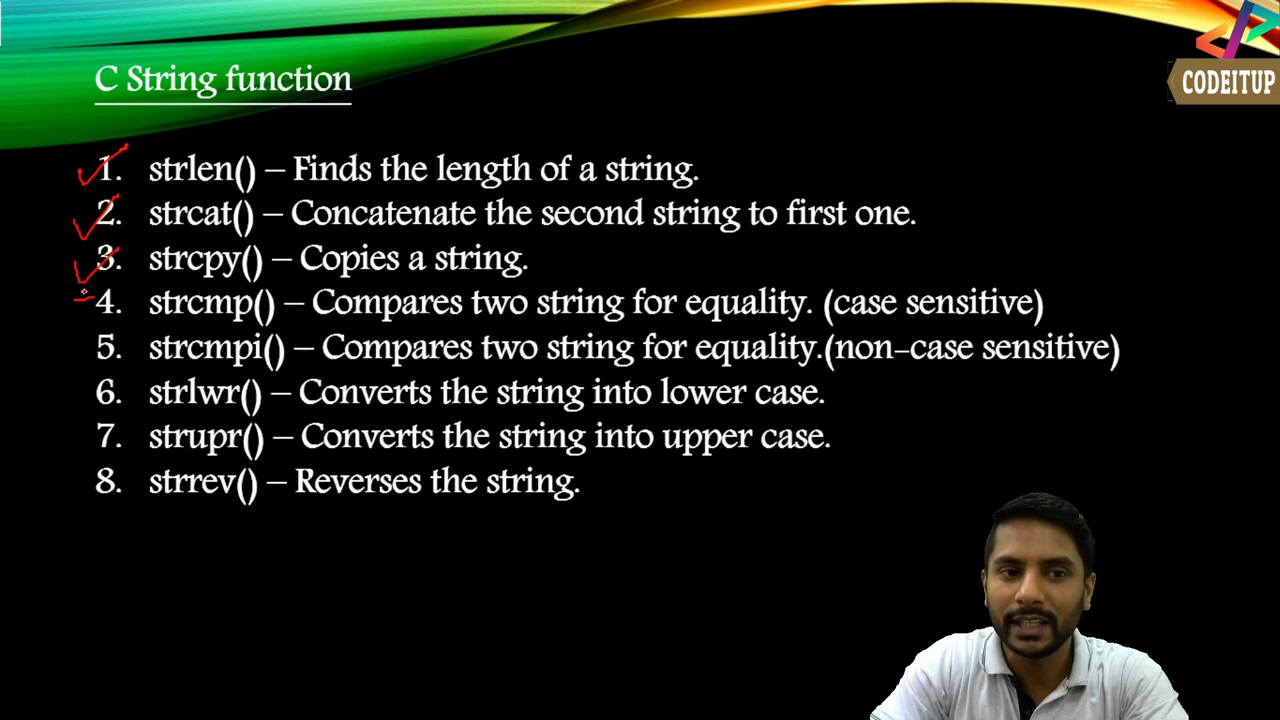 C String function
CODEITUP
1. strlen() – Finds the length of a string.
2. strcat() – Concatenate the second string to first one.
3. strcpy() – Copies a string.
4. strcmp() – Compares two string for equality. (case sensitive)
5. strcmpi() – Compares two string for equality.(non-case sensitive)
6. strlwr() – Converts the string into lower case.
7. strupr() – Converts the string into upper case.
8. strrev() – Reverses the string.